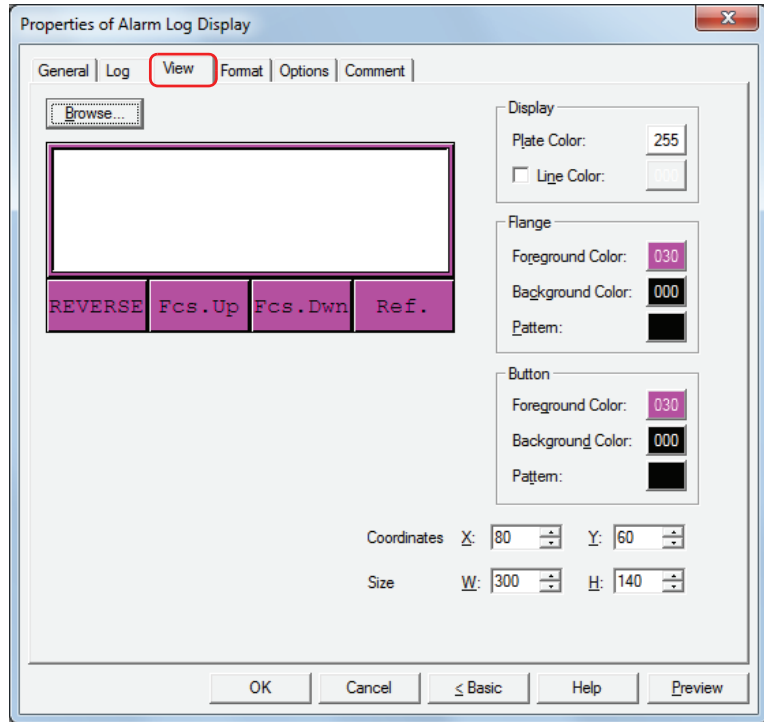 Properties of Alarm Log Display
General Log View Format Options Comment
Browse...
REVERSE Fcs.Up Fcs.Dwn Ref.
Display
Plate Color: 255
Line Color: 000
Flange
Foreground Color: 030
Background Color: 000
Pattern:
Button
Foreground Color: 030
Background Color: 000
Pattern:
Coordinates X: 80 Y: 60
Size W: 300 H: 140
OK Cancel < Basic Help Preview